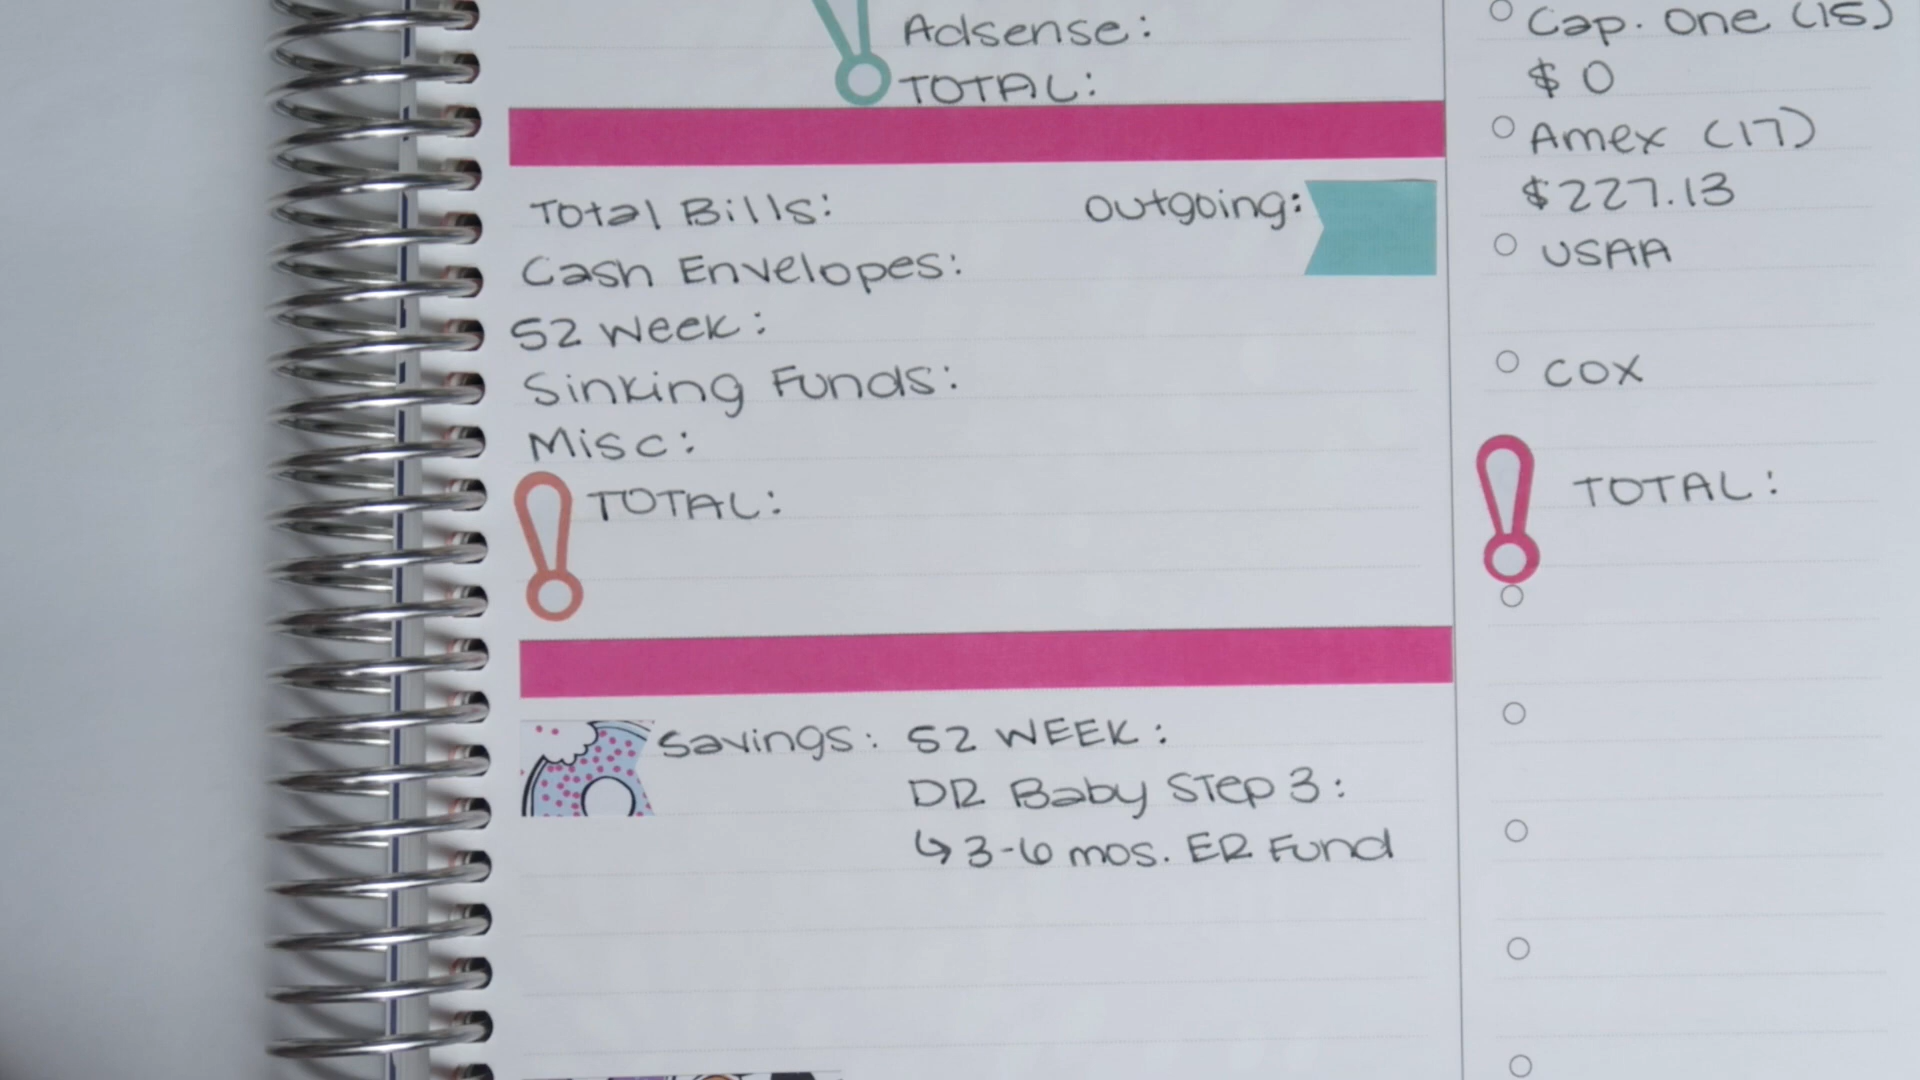 Adsense:
TOTAL:
Total Bills:
outgoing:
Cash Envelopes:
52 Week:
Sinking Funds:
Misc:
TOTAL:
Savings: 52 WEEK:
DR Baby Step 3:
↳ 3-6 mos. ER Fund
Cap. One (15)
$ 0
Amex (17)
$227.13
USAA
COX
TOTAL: